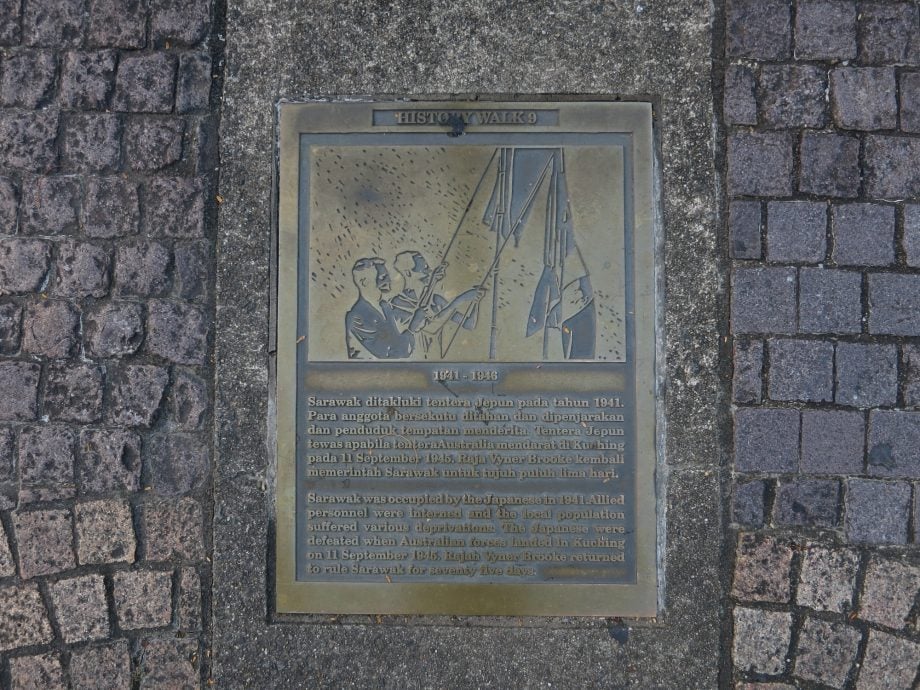 HISTORY WALK 9
1941 - 1946
Sarawak ditakluki tentera Jepun pada tahun 1941.
Para anggota bersekutu ditahan dan dipenjarakan
dan penduduk tempatan menderita. Tentera Jepun
tewas apabila tentera Australia mendarat di Kuching
pada 11 September 1945. Raja Vyner Brooke kembali
memerintah Sarawak untuk tujuh puluh lima hari.
Sarawak was occupied by the Japanese in 1941. Allied
personnel were interned and the local population
suffered various deprivations. The Japanese were
defeated when Australian forces landed in Kuching
on 11 September 1945. Rajah Vyner Brooke returned
to rule Sarawak for seventy five days.